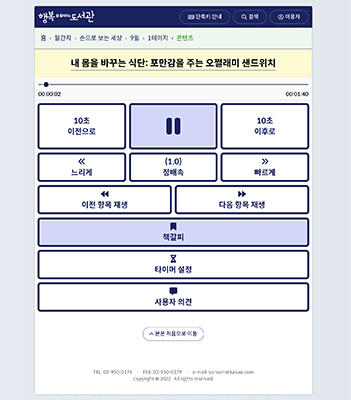 행복을들려주는도서관
단축키 안내
검색
이용자
홈 › 월간지 › 손으로 보는 세상 › 9월 › 1페이지 › 콘텐츠
내 몸을 바꾸는 식단: 포만감을 주는 오떨래미 샌드위치
00:00:02
00:01:40
10초 이전으로
10초 이후로
느리게
(1.0) 정배속
빠르게
이전 항목 재생
다음 항목 재생
책갈피
타이머 설정
사용자 의견
본문 처음으로 이동
TEL 02-950-0179 · FAX 02-950-0179 · e-mail
Copyright © 2022. All rights reserved.